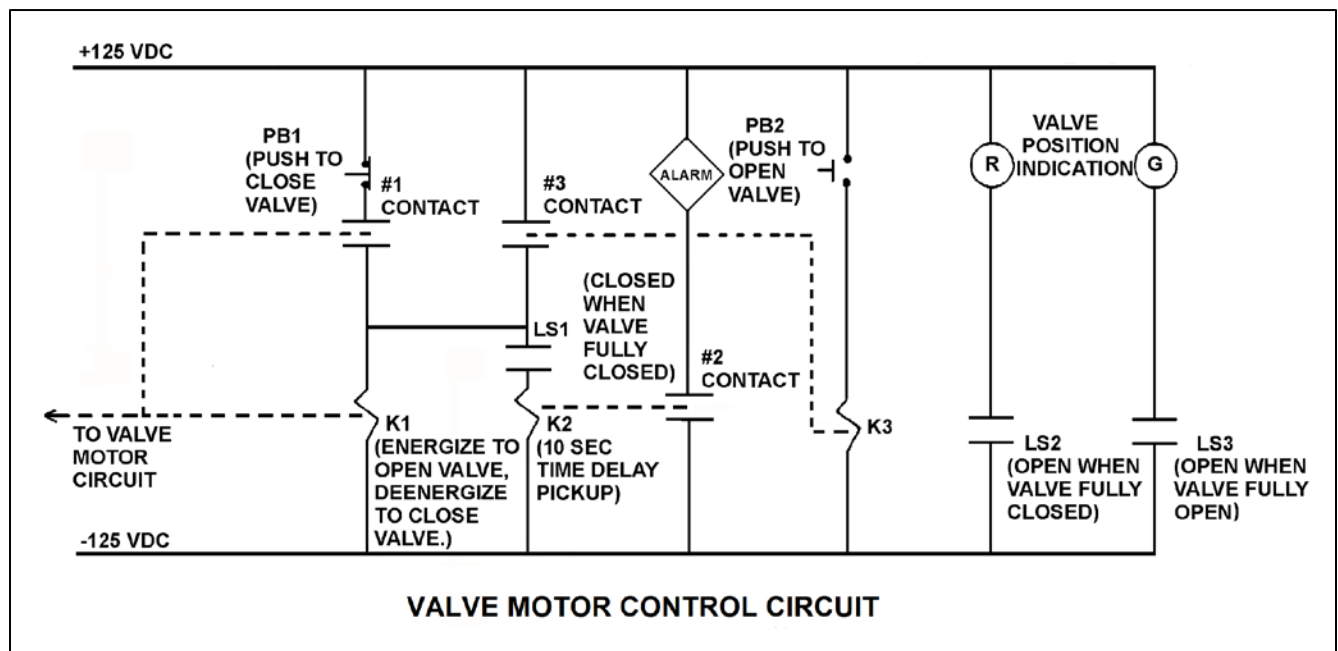 +125 VDC
PB1
(PUSH TO
CLOSE
VALVE)
#1
CONTACT
#3
CONTACT
ALARM
PB2
(PUSH TO
OPEN
VALVE)
R
VALVE
POSITION
INDICATION
G
(CLOSED
WHEN
VALVE
FULLY
CLOSED)
LS1
#2
CONTACT
TO VALVE
MOTOR
CIRCUIT
K1
(ENERGIZE TO
OPEN VALVE,
DEENERGIZE
TO CLOSE
VALVE.)
K2
(10 SEC
TIME DELAY
PICKUP)
K3
LS2
(OPEN WHEN
VALVE FULLY
CLOSED)
LS3
(OPEN WHEN
VALVE FULLY
OPEN)
-125 VDC
VALVE MOTOR CONTROL CIRCUIT